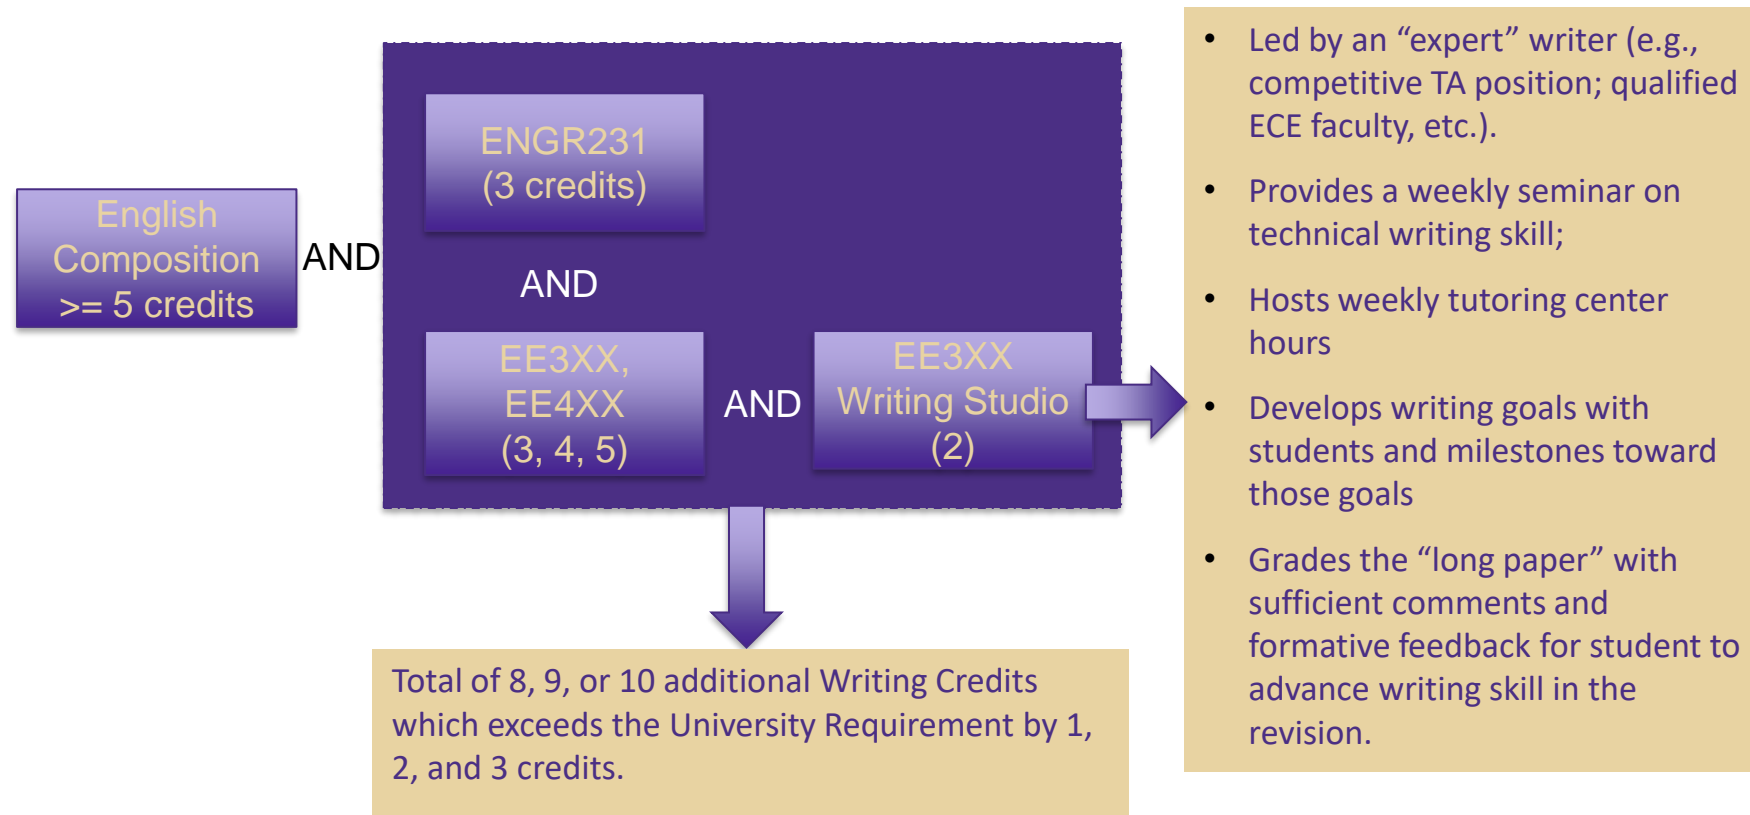 English
Composition
>= 5 credits
AND
ENGR231
(3 credits)
AND
EE3XX,
EE4XX
(3, 4, 5)
AND
EE3XX
Writing Studio
(2)
Total of 8, 9, or 10 additional Writing Credits
which exceeds the University Requirement by 1,
2, and 3 credits.
• Led by an “expert” writer (e.g.,
competitive TA position; qualified
ECE faculty, etc.).
• Provides a weekly seminar on
technical writing skill;
• Hosts weekly tutoring center
hours
• Develops writing goals with
students and milestones toward
those goals
• Grades the “long paper” with
sufficient comments and
formative feedback for student to
advance writing skill in the
revision.